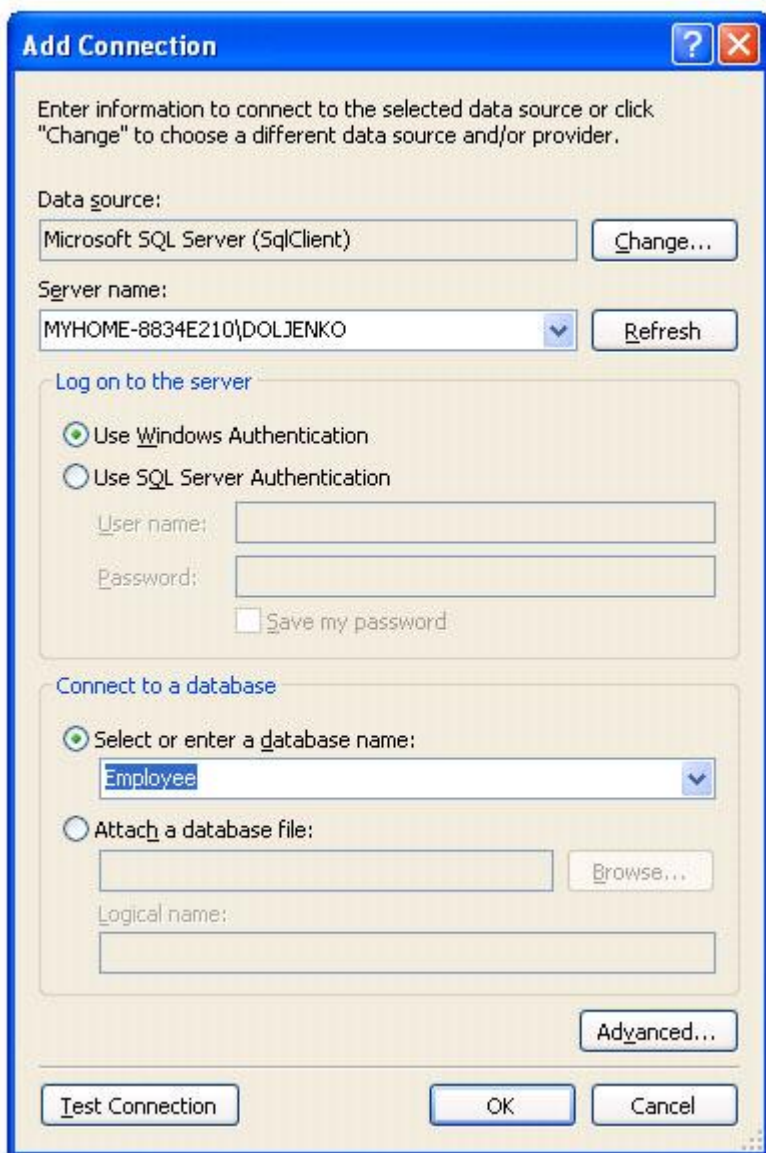 Add Connection
Enter information to connect to the selected data source or click
"Change" to choose a different data source and/or provider.
Data source:
Microsoft SQL Server (SqlClient)
Change...
Server name:
MYHOME-8834E210\DOLJENKO
Refresh
Log on to the server
Use Windows Authentication
Use SQL Server Authentication
User name:
Password:
Save my password
Connect to a database
Select or enter a database name:
Employee
Attach a database file:
Browse...
Logical name:
Advanced...
Test Connection
OK
Cancel